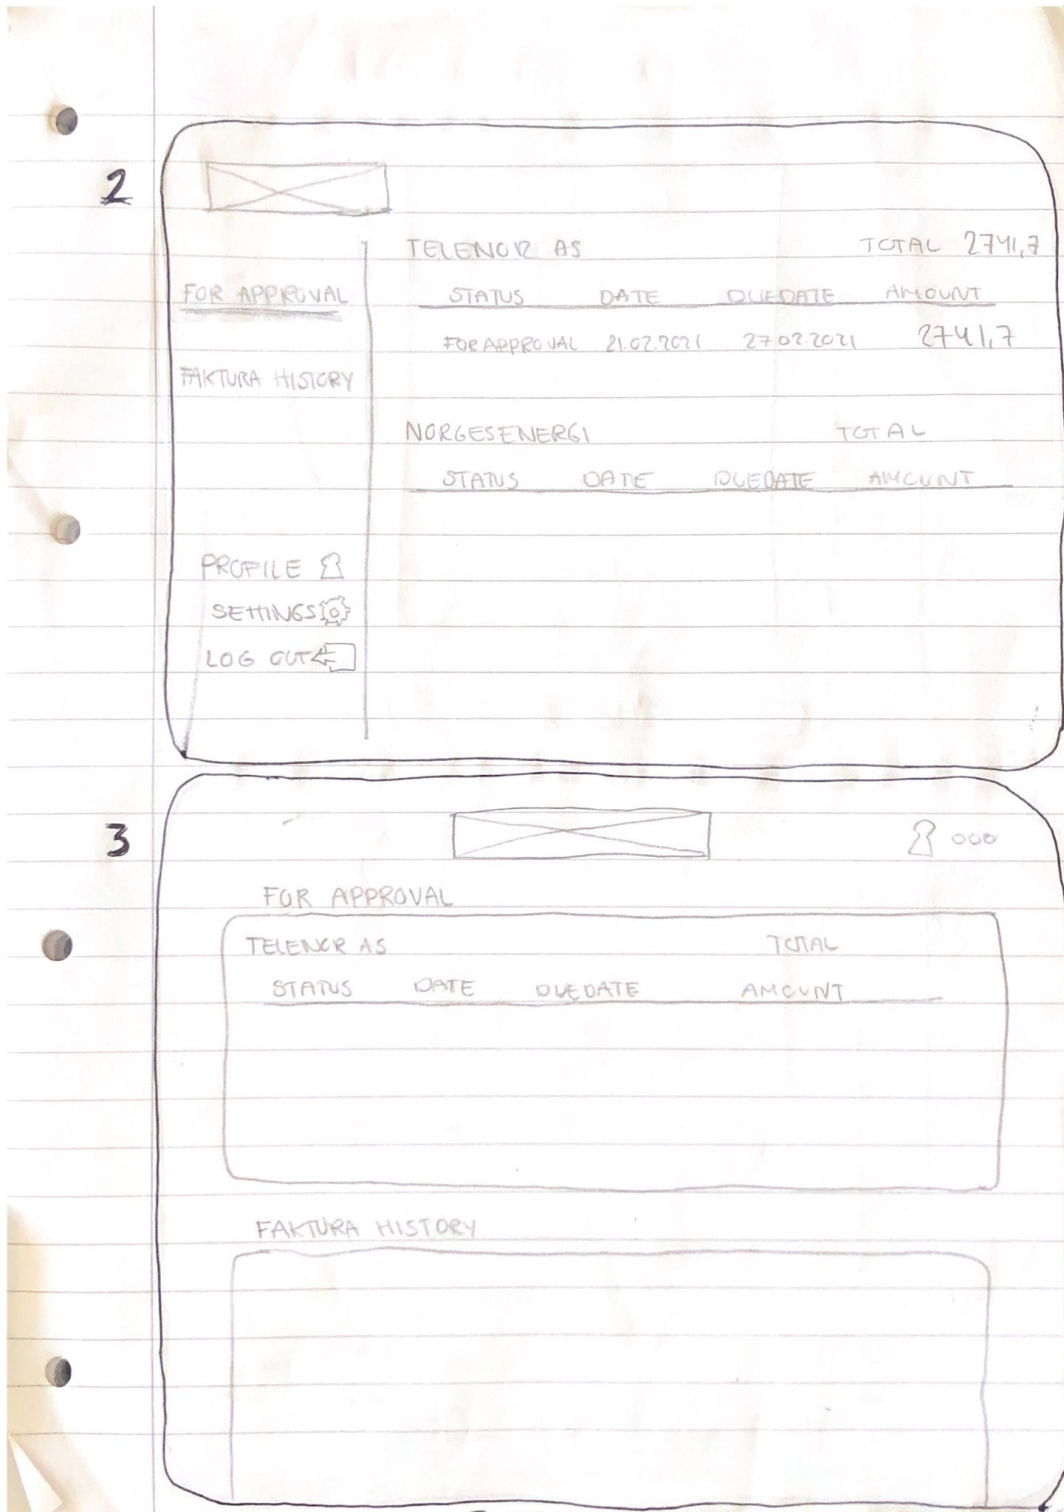 2
TELENOR AS TOTAL 2741,7
FOR APPROVAL STATUS DATE DUEDATE AMOUNT
FOR APPROVAL 21.02.2021 27 02.2021 2741,7
FAKTURA HISTORY
NORGESENERGI TOTAL
STATUS DATE DUEDATE AMOUNT
PROFILE
SETTINGS
LOG OUT
3
FOR APPROVAL
TELENOR AS TOTAL
STATUS DATE DUEDATE AMOUNT
FAKTURA HISTORY